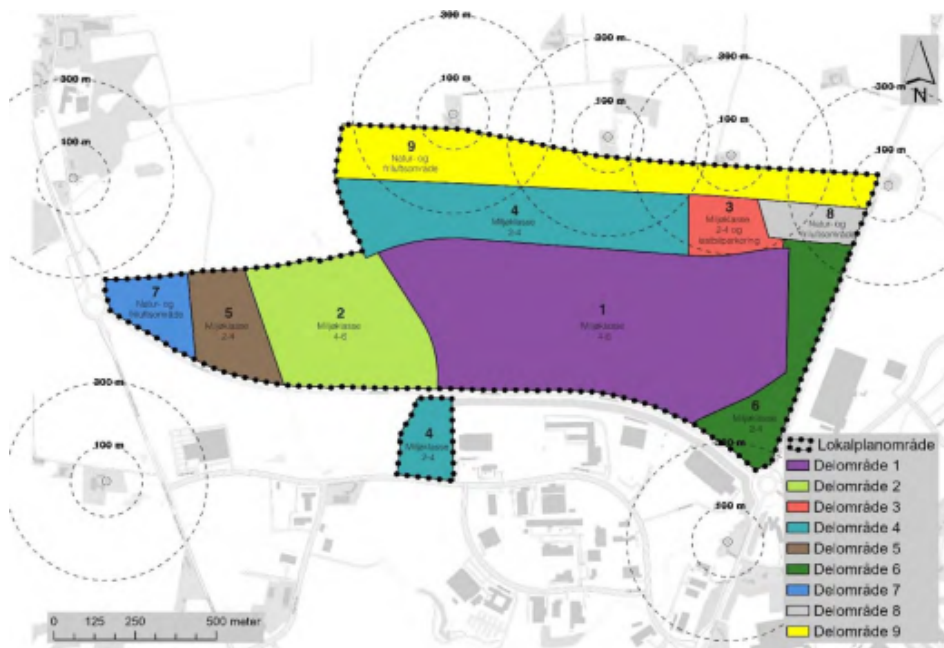 300 m
300 m
300 m
300 m
300 m
100 m
100 m
100 m
100 m
100 m
N
9
Natur- og
friluftsområde
4
Miljøklasse
2-4
3
Miljøklasse
2-4 og
lastbilparkering
8
Natur- og
friluftsområde
7
Natur- og
friluftsområde
5
Miljøklasse
2-4
2
Miljøklasse
4-6
1
Miljøklasse
4-6
6
Miljøklasse
2-4
4
Miljøklasse
2-4
300 m
100 m
300 m
100 m
Lokalplanområde
Delområde 1
Delområde 2
Delområde 3
Delområde 4
Delområde 5
Delområde 6
Delområde 7
Delområde 8
Delområde 9
0 125 250 500 meter